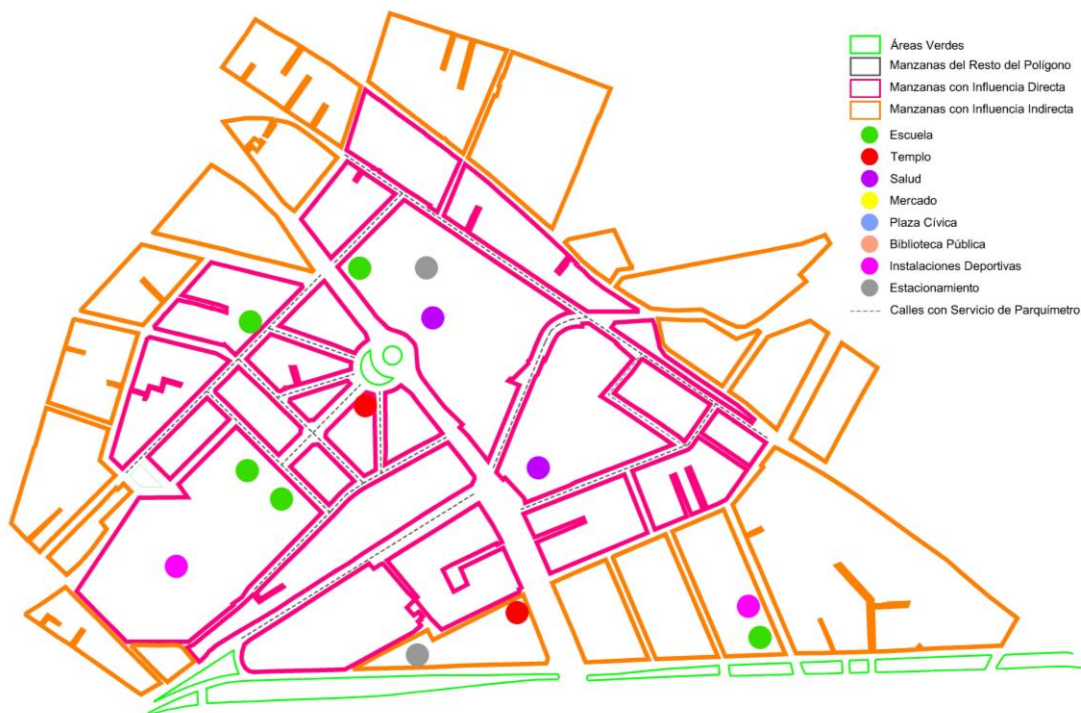 Áreas Verdes
Manzanas del Resto del Polígono
Manzanas con Influencia Directa
Manzanas con Influencia Indirecta
Escuela
Templo
Salud
Mercado
Plaza Cívica
Biblioteca Pública
Instalaciones Deportivas
Estacionamiento
Calles con Servicio de Parquímetro